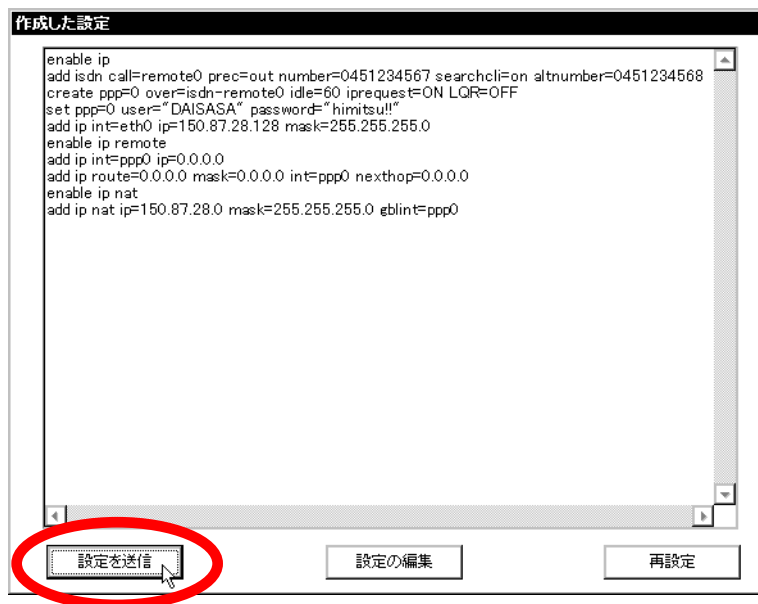 作成した設定
enable ip
add isdn call=remote0 prec=out number=0451234567 searchcli=on altnumber=0451234568
create ppp=0 over=isdn-remote0 idle=60 iprequest=ON LQR=OFF
set ppp=0 user="DAISASA" password="himitsu!!"
add ip int=eth0 ip=150.87.28.128 mask=255.255.255.0
enable ip remote
add ip int=ppp0 ip=0.0.0.0
add ip route=0.0.0.0 mask=0.0.0.0 int=ppp0 nexthop=0.0.0.0
enable ip nat
add ip nat ip=150.87.28.0 mask=255.255.255.0 gblint=ppp0
設定を送信 設定の編集 再設定